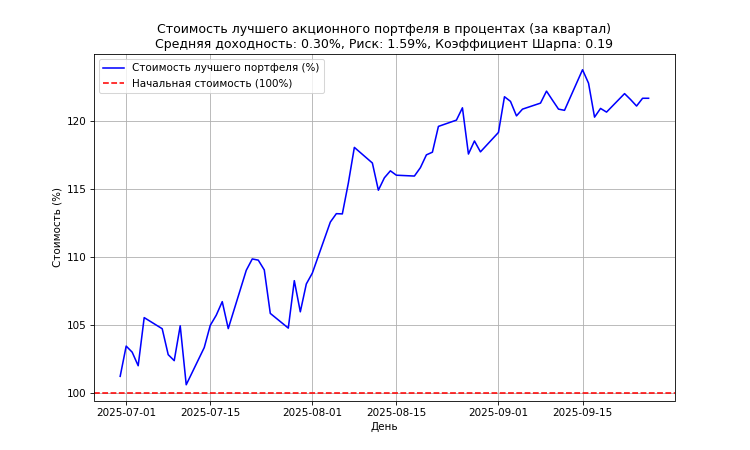 Стоимость лучшего акционного портфеля в процентах (за квартал)
Средняя доходность: 0.30%, Риск: 1.59%, Коэффициент Шарпа: 0.19
Стоимость лучшего портфеля (%)
Начальная стоимость (100%)
Стоимость (%)
120
115
110
105
100
2025-07-01
2025-07-15
2025-08-01
2025-08-15
2025-09-01
2025-09-15
День